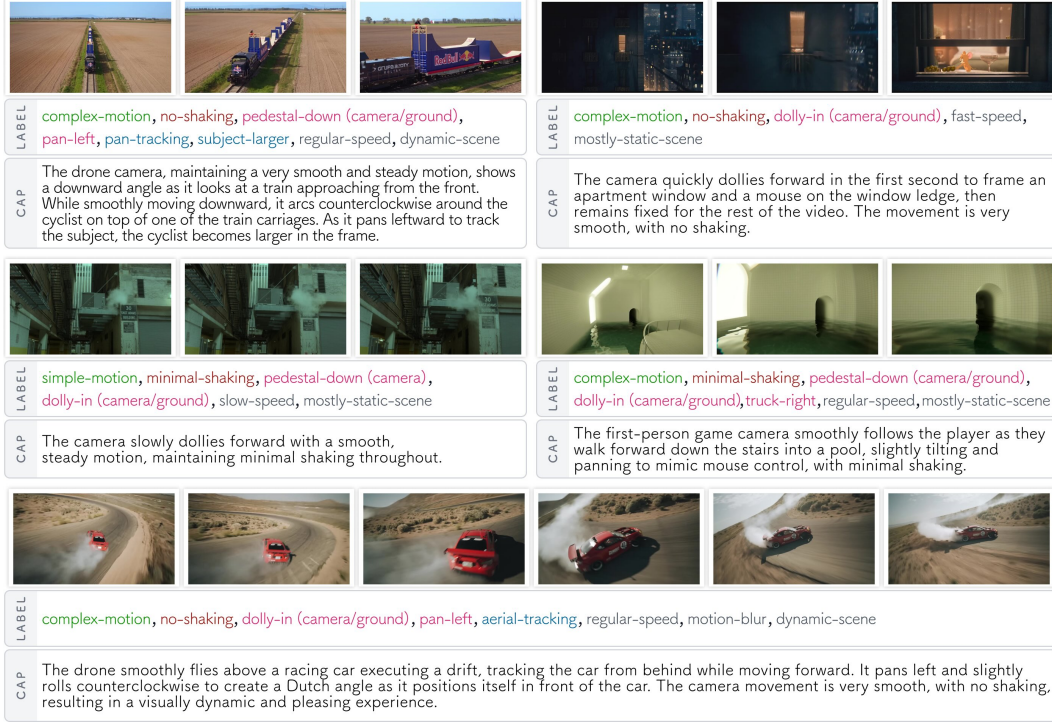 RedBull
LABEL
complex-motion, no-shaking, pedestal-down (camera/ground),
pan-left, pan-tracking, subject-larger, regular-speed, dynamic-scene
CAP
The drone camera, maintaining a very smooth and steady motion, shows
a downward angle as it looks at a train approaching from the front.
While smoothly moving downward, it arcs counterclockwise around the
cyclist on top of one of the train carriages. As it pans leftward to track
the subject, the cyclist becomes larger in the frame.
LABEL
complex-motion, no-shaking, dolly-in (camera/ground), fast-speed,
mostly-static-scene
CAP
The camera quickly dollies forward in the first second to frame an
apartment window and a mouse on the window ledge, then
remains fixed for the rest of the video. The movement is very
smooth, with no shaking.
LABEL
simple-motion, minimal-shaking, pedestal-down (camera),
dolly-in (camera/ground), slow-speed, mostly-static-scene
CAP
The camera slowly dollies forward with a smooth,
steady motion, maintaining minimal shaking throughout.
LABEL
complex-motion, minimal-shaking, pedestal-down (camera/ground),
dolly-in (camera/ground), truck-right, regular-speed, mostly-static-scene
CAP
The first-person game camera smoothly follows the player as they
walk forward down the stairs into a pool, slightly tilting and
panning to mimic mouse control, with minimal shaking.
LABEL
complex-motion, no-shaking, dolly-in (camera/ground), pan-left, aerial-tracking, regular-speed, motion-blur, dynamic-scene
CAP
The drone smoothly flies above a racing car executing a drift, tracking the car from behind while moving forward. It pans left and slightly
rolls counterclockwise to create a Dutch angle as it positions itself in front of the car. The camera movement is very smooth, with no shaking,
resulting in a visually dynamic and pleasing experience.